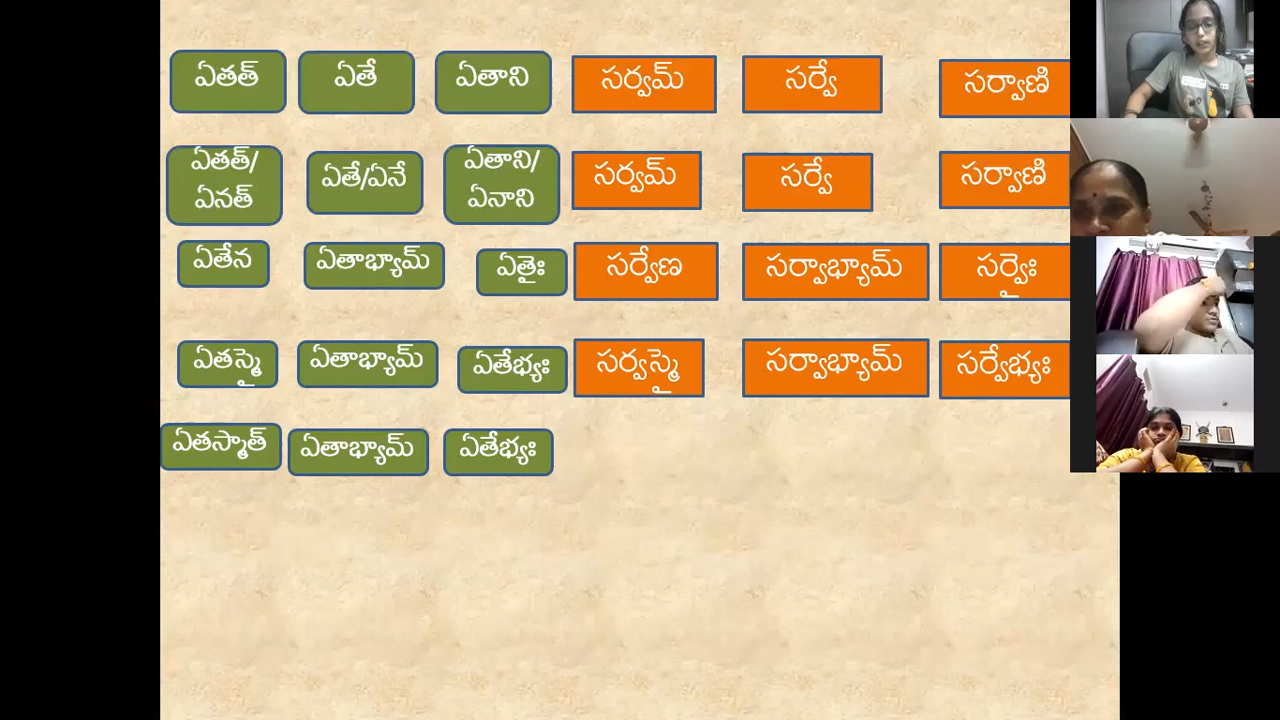 ఏతత్ ఏతే ఏతాని సర్వమ్ సర్వే సర్వాణి
ఏతత్/ ఏతే/ఏనే ఏతాని/ సర్వమ్ సర్వే సర్వాణి
ఏనత్ ఏనాని
ఏతేన ఏతాభ్యామ్ ఏతైః సర్వేణ సర్వాభ్యామ్ సర్వైః
ఏతస్మై ఏతాభ్యామ్ ఏతేభ్యః సర్వస్మై సర్వాభ్యామ్ సర్వేభ్యః
ఏతస్మాత్ ఏతాభ్యామ్ ఏతేభ్యః